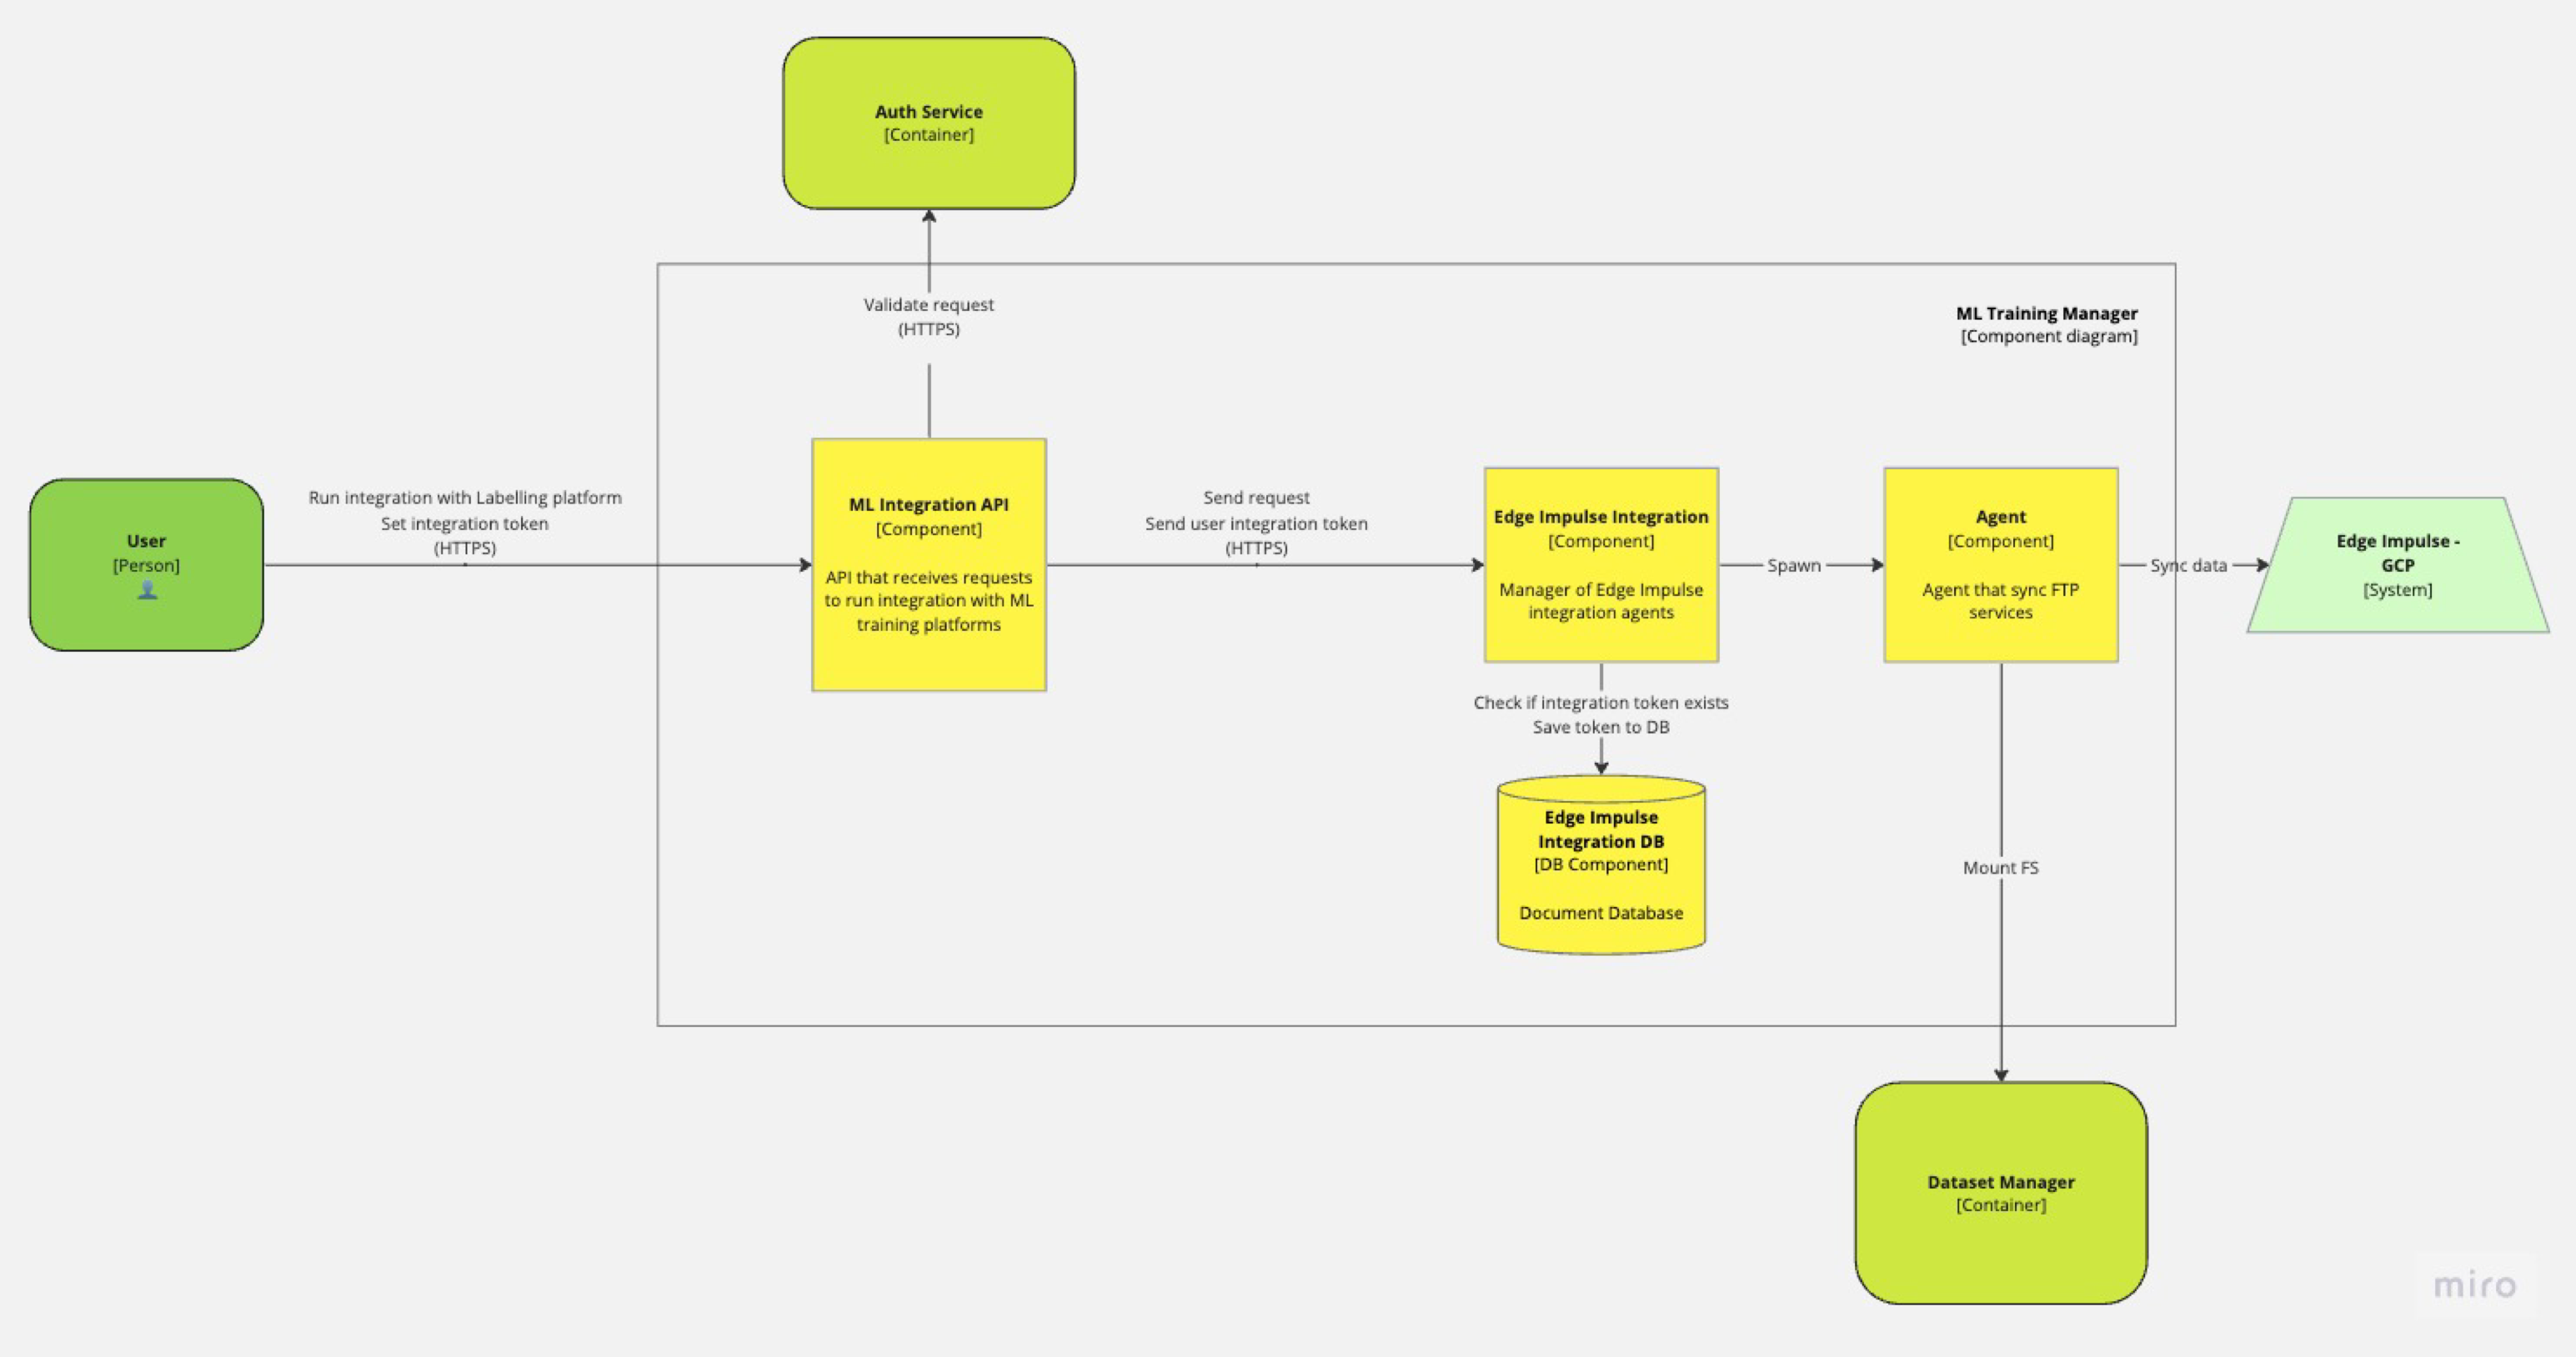 Auth Service
[Container]
Validate request
(HTTPS)
ML Training Manager
[Component diagram]
User
[Person]
Run integration with Labelling platform
Set integration token
(HTTPS)
ML Integration API
[Component]
API that receives requests
to run integration with ML
training platforms
Send request
Send user integration token
(HTTPS)
Edge Impulse Integration
[Component]
Manager of Edge Impulse
integration agents
Spawn
Agent
[Component]
Agent that sync FTP
services
Sync data
Edge Impulse -
GCP
[System]
Check if integration token exists
Save token to DB
Edge Impulse
Integration DB
[DB Component]
Document Database
Mount FS
Dataset Manager
[Container]
miro